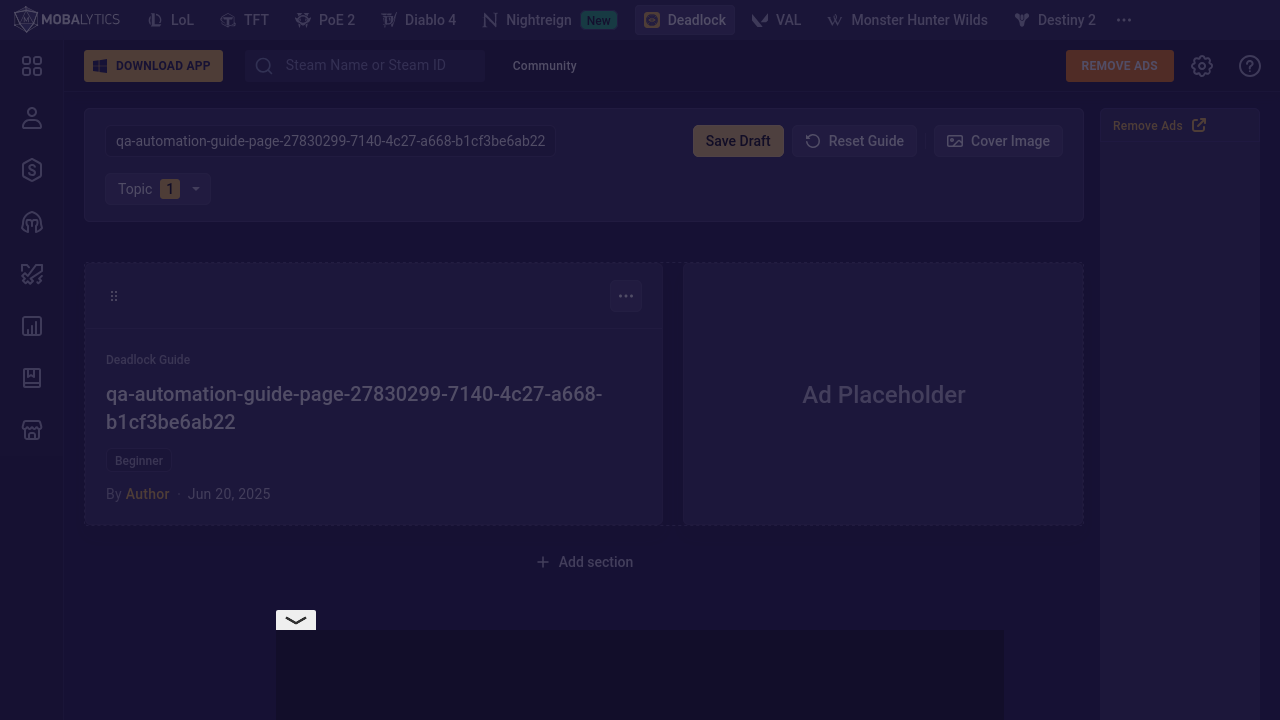 MOBALYTICS
LoL
TFT
PoE 2
Diablo 4
Nightreign New
Deadlock
VAL
Monster Hunter Wilds
Destiny 2
DOWNLOAD APP
Steam Name or Steam ID
Community
REMOVE ADS
qa-automation-guide-page-27830299-7140-4c27-a668-b1cf3be6ab22
Save Draft
Reset Guide
Cover Image
Remove Ads
Topic 1
Deadlock Guide
qa-automation-guide-page-27830299-7140-4c27-a668-
b1cf3be6ab22
Beginner
By Author · Jun 20, 2025
Ad Placeholder
Add section